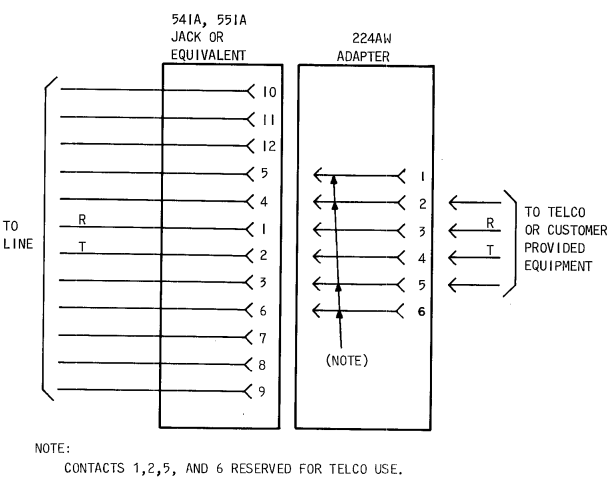 541A, 551A
JACK OR
EQUIVALENT
224AW
ADAPTER
10
11
12
5
4
R 1
T 2
3
6
7
8
9
TO
LINE
1
2
3
4
5
6
R
T
TO TELCO
OR CUSTOMER
PROVIDED
EQUIPMENT
(NOTE)
NOTE:
CONTACTS 1,2,5, AND 6 RESERVED FOR TELCO USE.